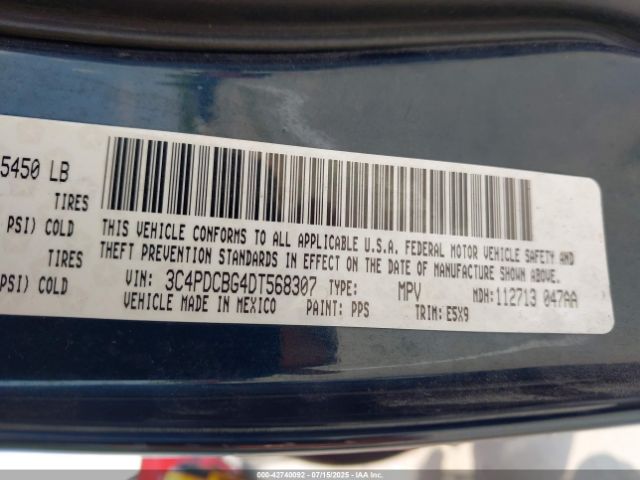 5450 LB
TIRES
PSI) COLD
TIRES
PSI) COLD
THIS VEHICLE CONFORMS TO ALL APPLICABLE U.S.A. FEDERAL MOTOR VEHICLE SAFETY AND
THEFT PREVENTION STANDARDS IN EFFECT ON THE DATE OF MANUFACTURE SHOWN ABOVE.
VIN: 3C4PDCBG4DT568307 TYPE: MPV MDH:112713 047AA
VEHICLE MADE IN MEXICO PAINT: PPS TRIM: E5X9
000-42740092 - 07/15/2025 - IAAI.COM